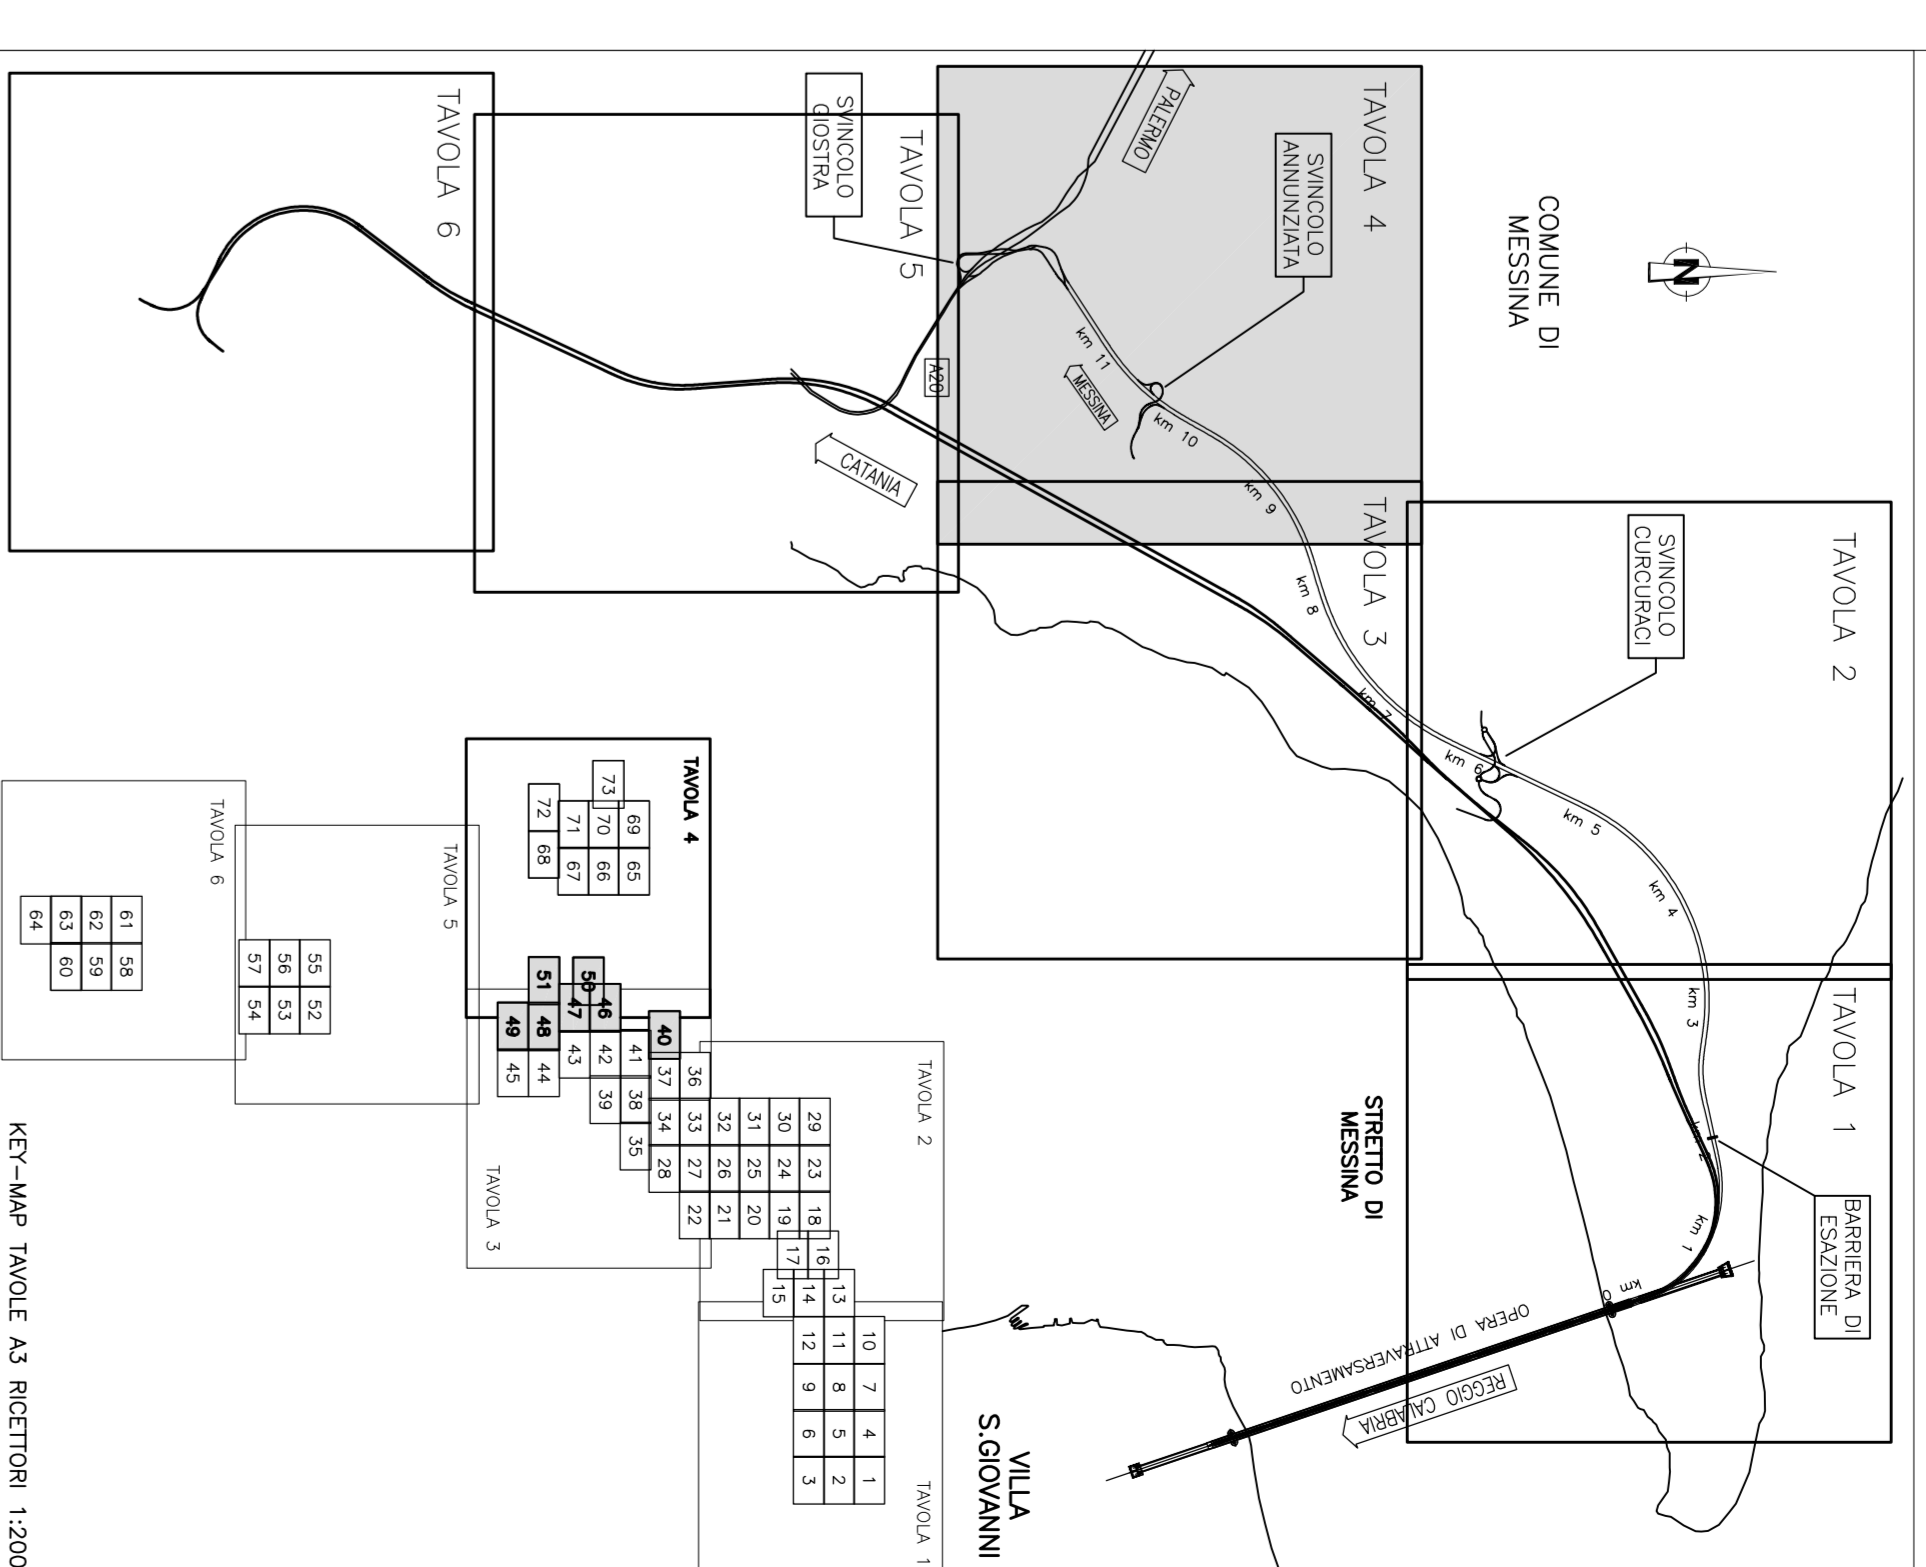 COMUNE DI
MESSINA
N
TAVOLA 4
SVINCOLO
ANNUNZIATA
PALERMO
SVINCOLO
GIOSTRA
TAVOLA 5
TAVOLA 6
A20
MESSINA
CATANIA
km 11
km 10
km 9
km 8
km 7
km 6
km 5
km 4
km 3
km 2
km 1
km 0
TAVOLA 3
TAVOLA 2
SVINCOLO
CURCURACI
TAVOLA 1
BARRIERA DI
ESAZIONE
STRETTO DI
MESSINA
OPERA DI ATTRAVERSAMENTO
REGGIO CALABRIA
VILLA
S.GIOVANNI
TAVOLA 4
73
69
70
71
72
65
66
67
68
50
51
46
47
48
49
40
41
42
43
44
45
36
37
38
39
TAVOLA 2
29
30
31
32
33
34
35
23
24
25
26
27
28
18
19
20
21
22
16
17
13
14
15
10
11
12
7
8
9
4
5
6
1
2
3
TAVOLA 1
TAVOLA 3
TAVOLA 5
55
56
57
52
53
54
TAVOLA 6
61
62
63
64
58
59
60
KEY-MAP TAVOLE A3 RICETTORI 1:200